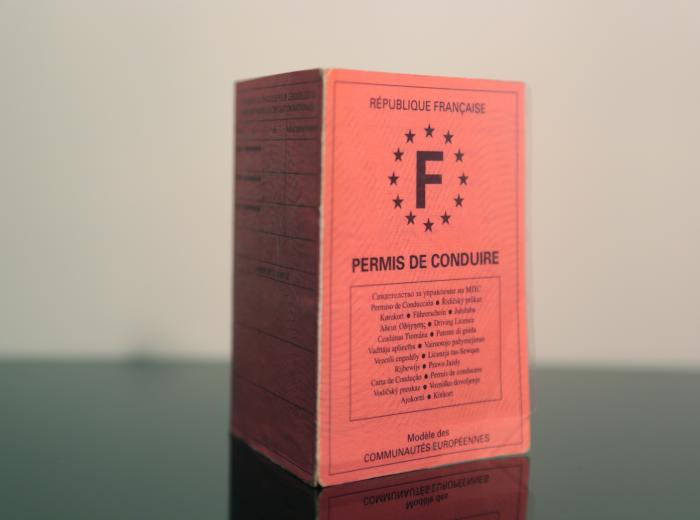 RÉPUBLIQUE FRANÇAISE
F
PERMIS DE CONDUIRE
Свидетелство за управление на МПС
Permiso de Conducción ● Řidičský průkaz
Kørekort ● Führerschein ● Juhiluba
Άδεια Οδήγησης ● Driving Licence
Ceadúnas Tiomána ● Patente di guida
Vadītāja apliecība ● Vairuotojo pažymėjimas
Vezetői engedély ● Liċenzja tas-Sewqan
Rijbewijs ● Prawo Jazdy
Carta de Condução ● Permis de conducere
Vodičský preukaz ● Vozniško dovoljenje
Ajokortti ● Körkort
Modèle des
COMMUNAUTÉS EUROPÉENNES